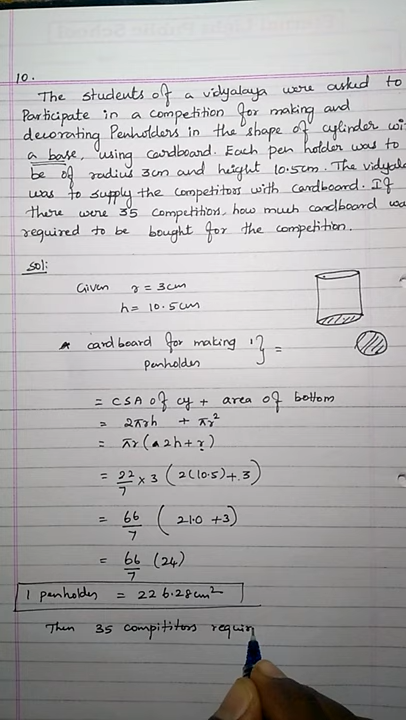 10.
The students of a vidyalaya were asked to
Participate in a competition for making and
decorating Penholders in the shape of cylinder wi
a base, using cardboard. Each pen holder was to
be of radius 3cm and height 10.5cm. The vidyala
was to supply the competitors with cardboard. If
there were 35 competitors, how much cardboard wa
required to be bought for the competition.
sol:
Given r = 3cm
h = 10.5cm
cardboard for making 1 } =
penholder
= CSA of cy + area of bottom
= 2πrh + πr²
= πr (2h+r)
= 22/7 × 3 (2(10.5)+3)
= 66/7 (21.0 +3)
= 66/7 (24)
1 penholder = 226.28cm²
Then 35 compititors requir